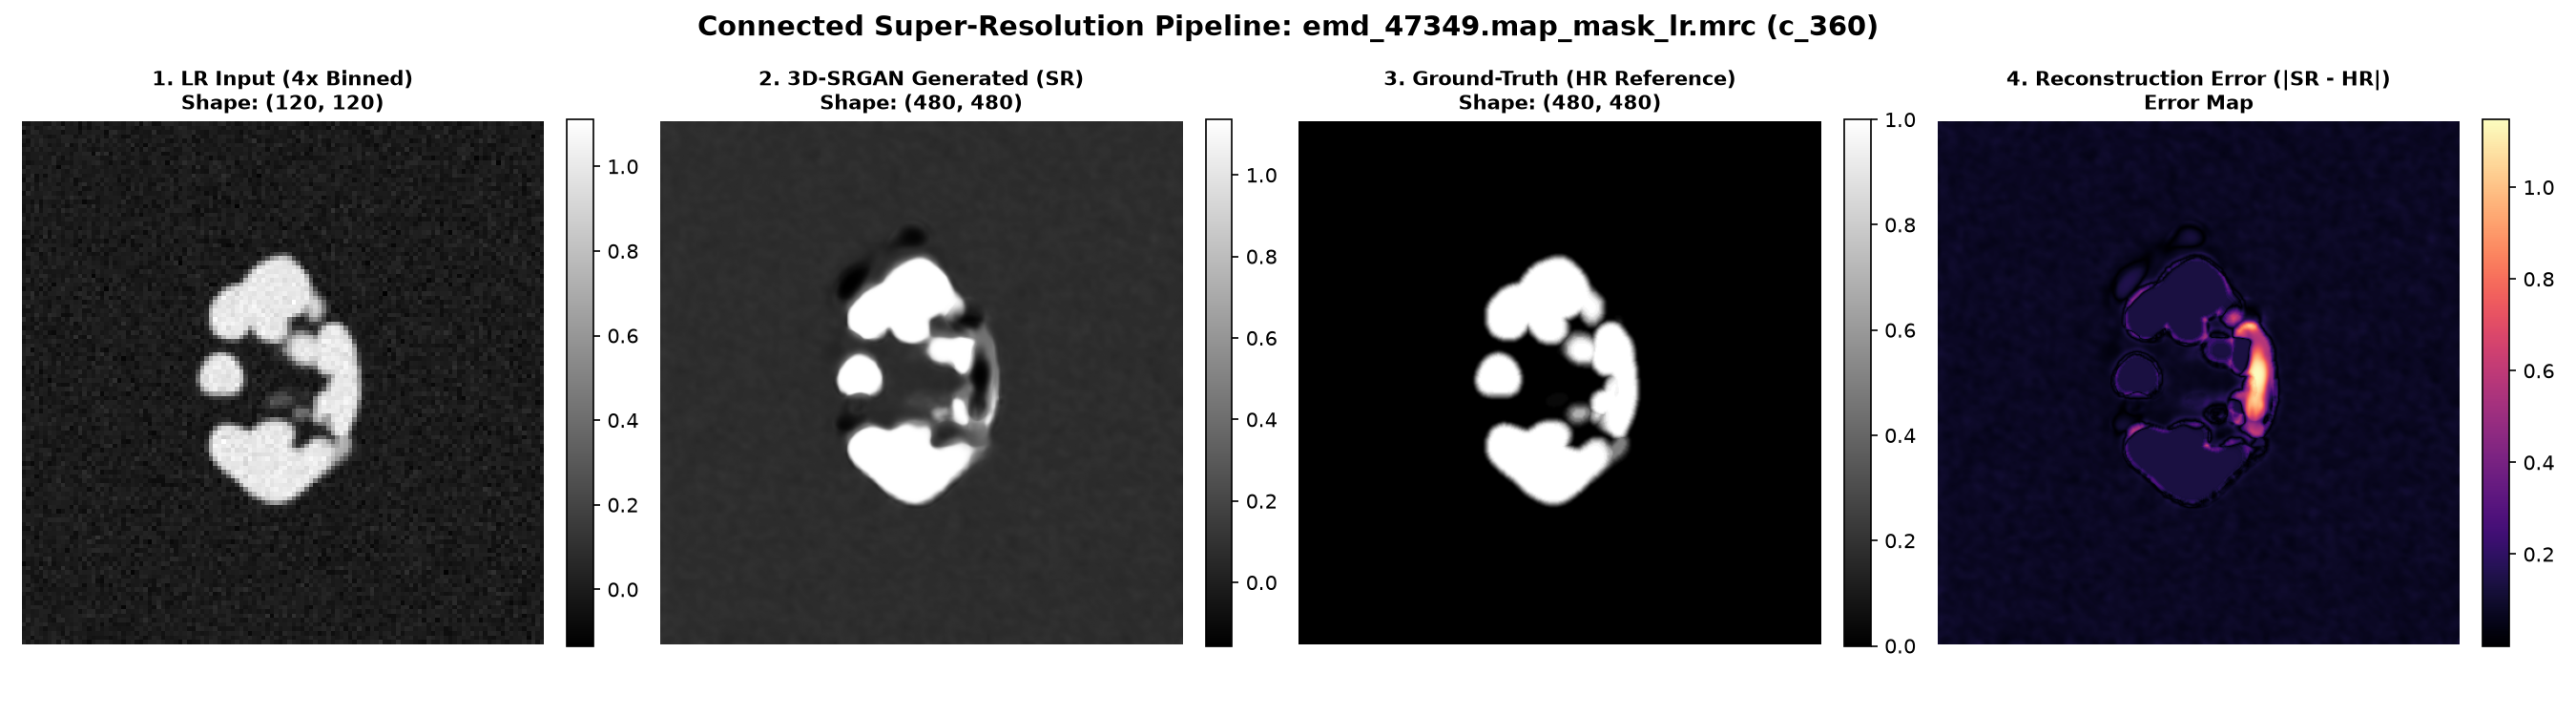 Connected Super-Resolution Pipeline: emd_47349.map_mask_lr.mrc (c_360)
1. LR Input (4x Binned)
Shape: (120, 120)
1.0
0.8
0.6
0.4
0.2
0.0
2. 3D-SRGAN Generated (SR)
Shape: (480, 480)
1.0
0.8
0.6
0.4
0.2
0.0
3. Ground-Truth (HR Reference)
Shape: (480, 480)
1.0
0.8
0.6
0.4
0.2
0.0
4. Reconstruction Error (|SR - HR|)
Error Map
1.0
0.8
0.6
0.4
0.2